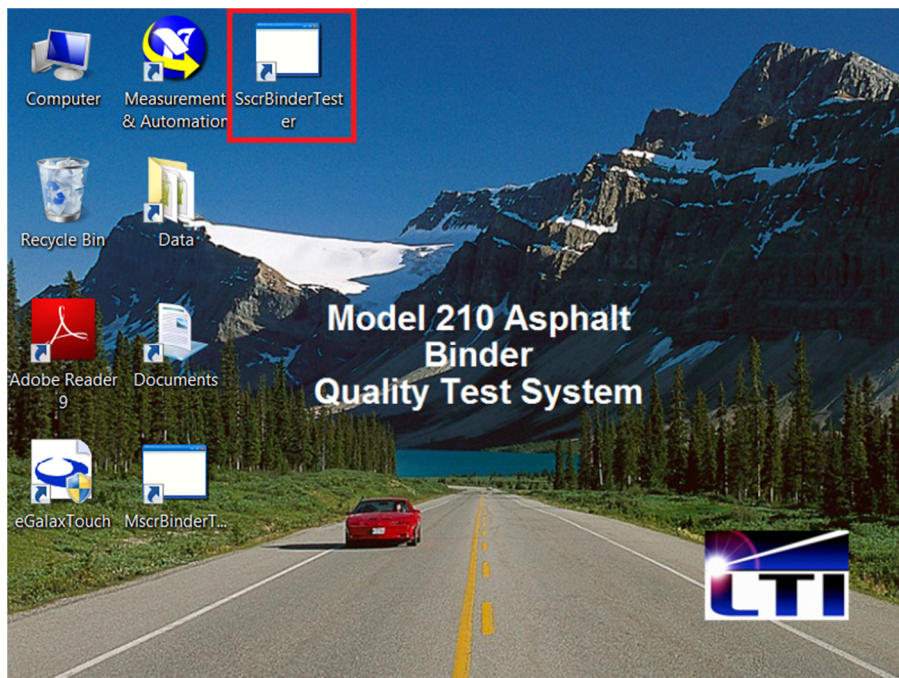 Computer
Measurement
& Automation
SscrBinderTest
er
Recycle Bin
Data
Model 210 Asphalt
Binder
Quality Test System
Adobe Reader
9
Documents
eGalaxTouch
MscrBinderT...
LTI